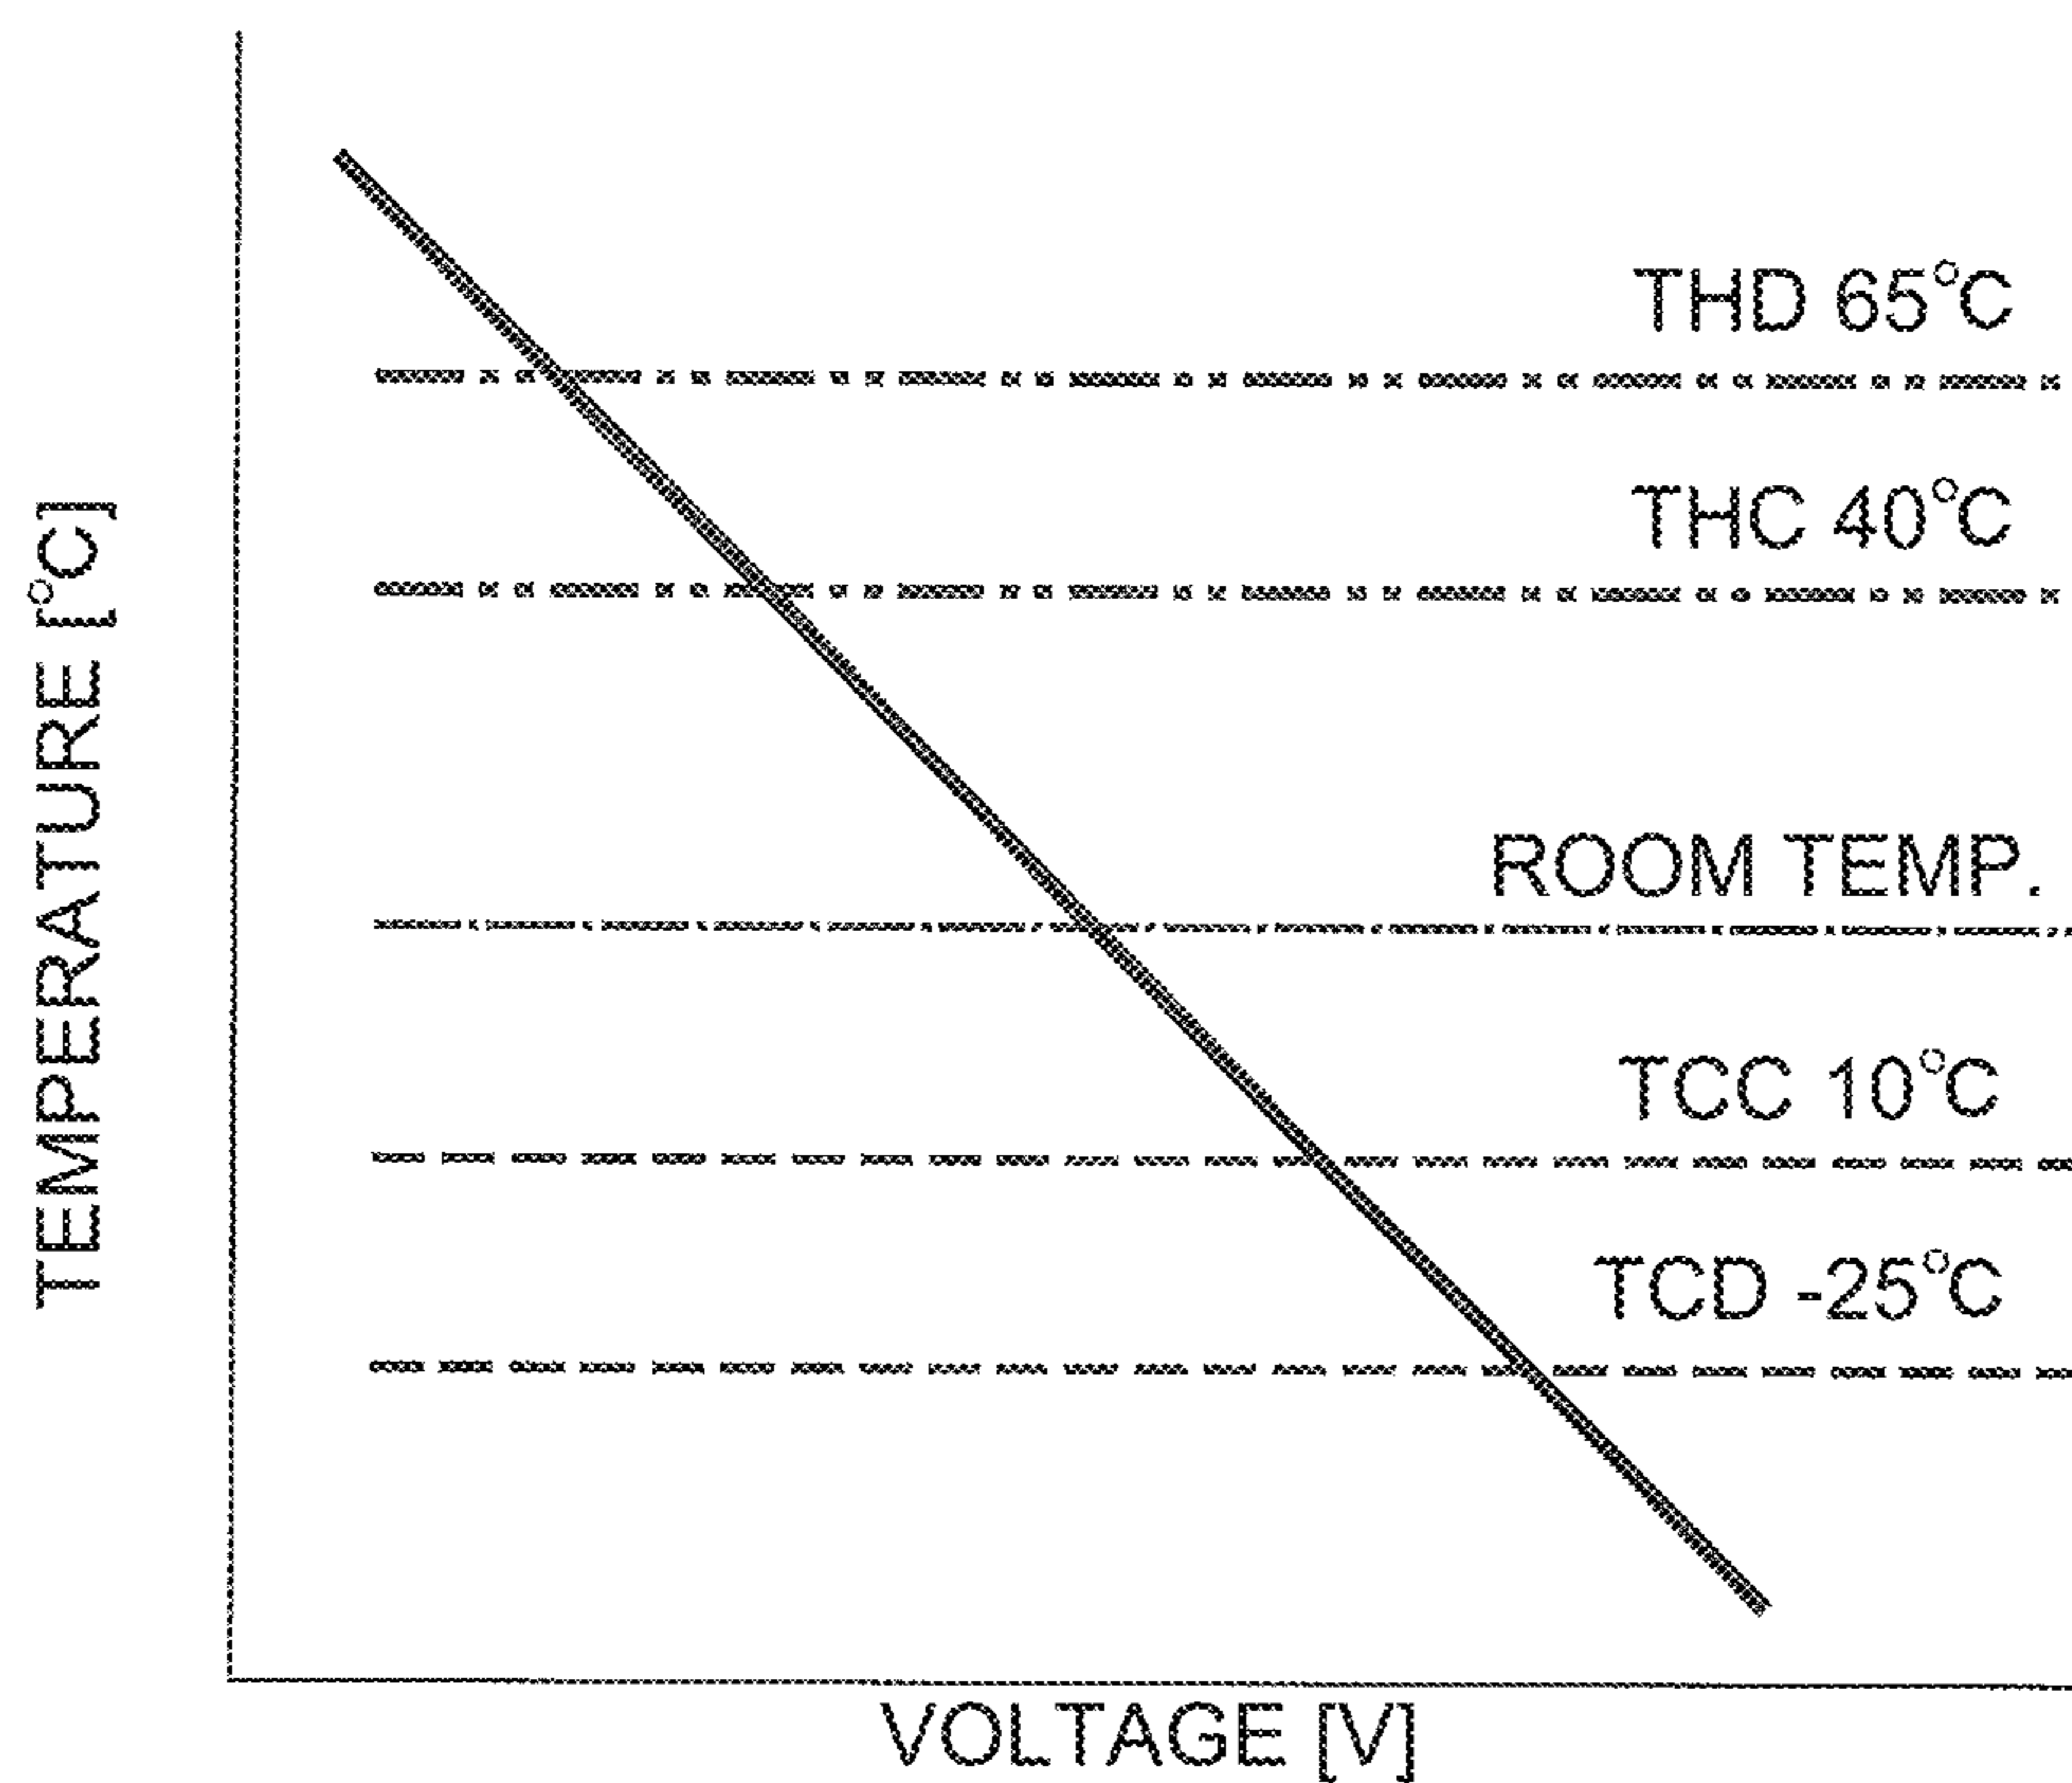 THD 65°C
THC 40°C
TEMPERATURE [°C]
ROOM TEMP.
TCC 10°C
TCD -25°C
VOLTAGE [V]